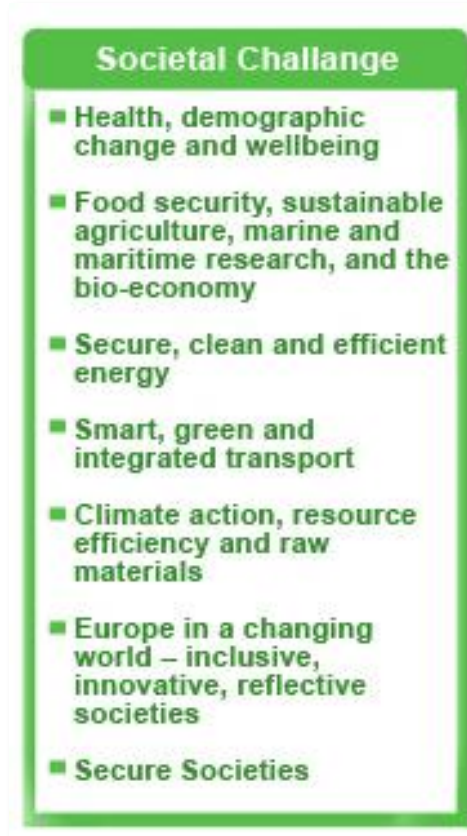 Societal Challange
Health, demographic
change and wellbeing
Food security, sustainable
agriculture, marine and
maritime research, and the
bio-economy
Secure, clean and efficient
energy
Smart, green and
integrated transport
Climate action, resource
efficiency and raw
materials
Europe in a changing
world – inclusive,
innovative, reflective
societies
Secure Societies